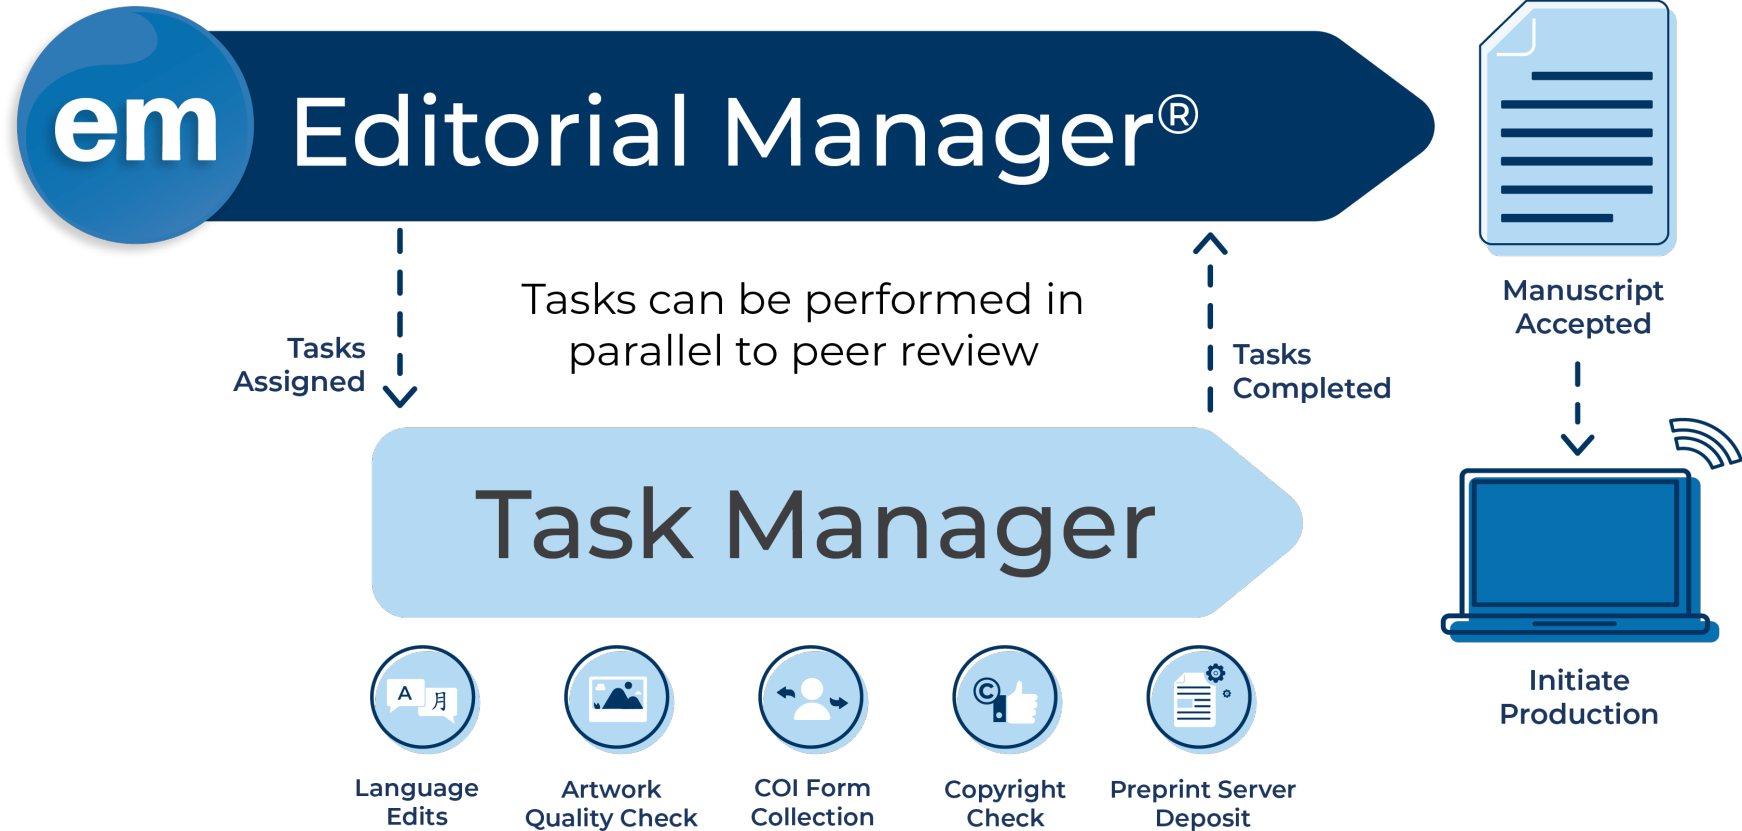 em
Editorial Manager®
Tasks
Assigned
Tasks can be performed in
parallel to peer review
Tasks
Completed
Manuscript
Accepted
Task Manager
Initiate
Production
A
月
©
Language
Edits
Artwork
Quality Check
COI Form
Collection
Copyright
Check
Preprint Server
Deposit